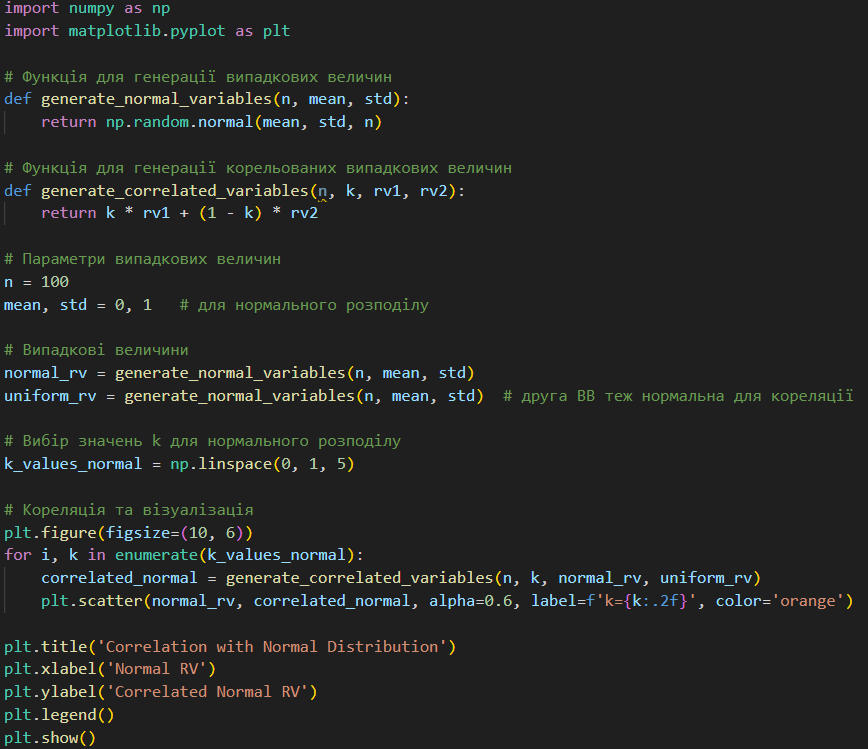 import numpy as np
import matplotlib.pyplot as plt
# Функція для генерації випадкових величин
def generate_normal_variables(n, mean, std):
    return np.random.normal(mean, std, n)
# Функція для генерації корельованих випадкових величин
def generate_correlated_variables(n, k, rv1, rv2):
    return k * rv1 + (1 - k) * rv2
# Параметри випадкових величин
n = 100
mean, std = 0, 1   # для нормального розподілу
# Випадкові величини
normal_rv = generate_normal_variables(n, mean, std)
uniform_rv = generate_normal_variables(n, mean, std)  # друга ВВ теж нормальна для кореляції
# Вибір значень k для нормального розподілу
k_values_normal = np.linspace(0, 1, 5)
# Кореляція та візуалізація
plt.figure(figsize=(10, 6))
for i, k in enumerate(k_values_normal):
    correlated_normal = generate_correlated_variables(n, k, normal_rv, uniform_rv)
    plt.scatter(normal_rv, correlated_normal, alpha=0.6, label=f'k={k:.2f}', color='orange')
plt.title('Correlation with Normal Distribution')
plt.xlabel('Normal RV')
plt.ylabel('Correlated Normal RV')
plt.legend()
plt.show()